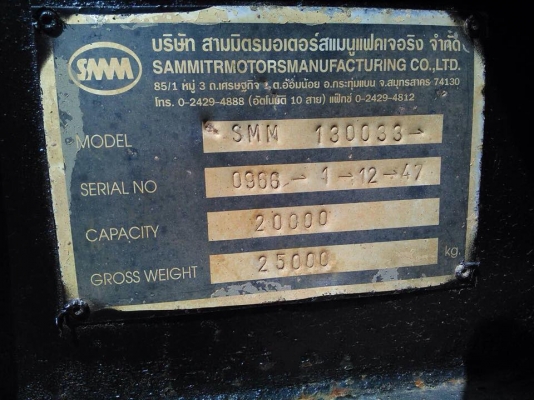 SMM
บริษัท สามมิตรมอเตอร์สแมนูแฟคเจอริง จำกัด
SAMMITRMOTORSMANUFACTURING CO.,LTD.
85/1 หมู่ 3 ถ.เศรษฐกิจ 1,ต.อ้อมน้อย อ.กระทุ่มแบน จ.สมุทรสาคร 74130
โทร. 0-2429-4888 (อัตโนมัติ 10 สาย) แฟ็กซ์ 0-2429-4812
MODEL SMM 130033
SERIAL NO 0966 → 1 → 12 → 47
CAPACITY 20000
GROSS WEIGHT 25000 kg.